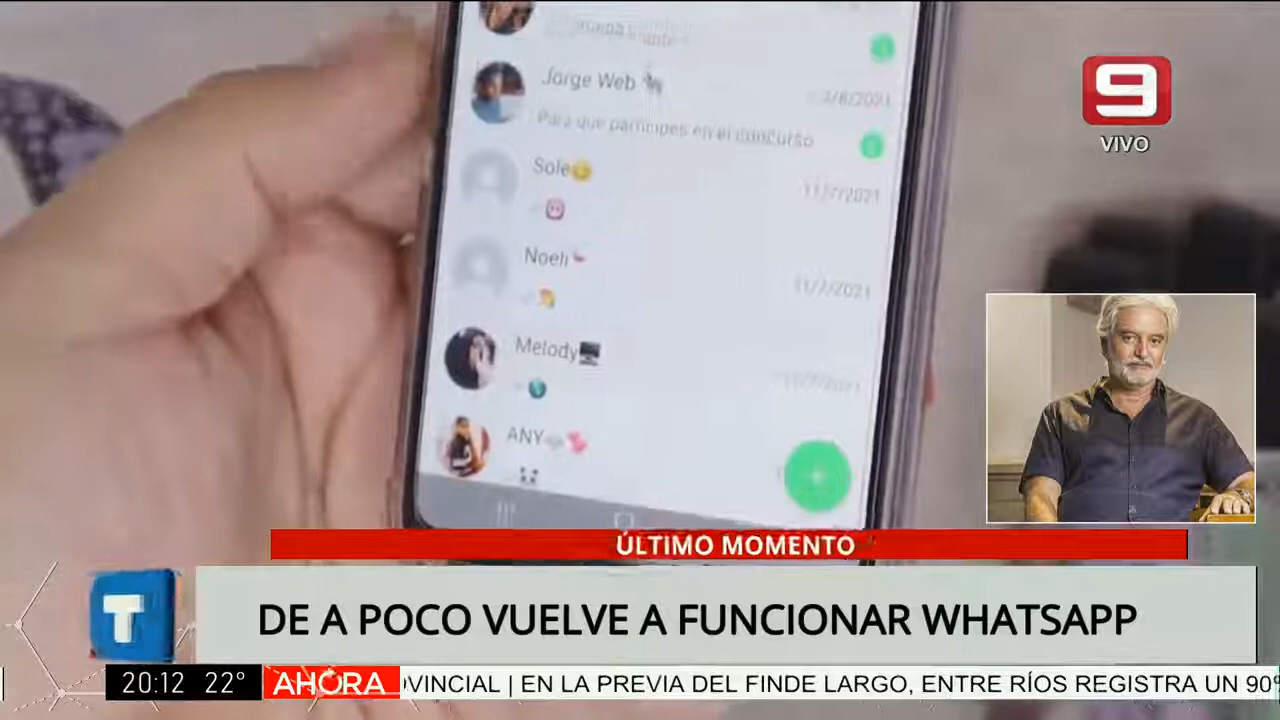 Jorge Web
3/8/2021
Para que participes en el concurso
Sole
11/7/2021
Noeli
11/7/2021
Melody
ANY
9
VIVO
ÚLTIMO MOMENTO
T
DE A POCO VUELVE A FUNCIONAR WHATSAPP
20:12 22° AHORA OVINCIAL | EN LA PREVIA DEL FINDE LARGO, ENTRE RÍOS REGISTRA UN 90%